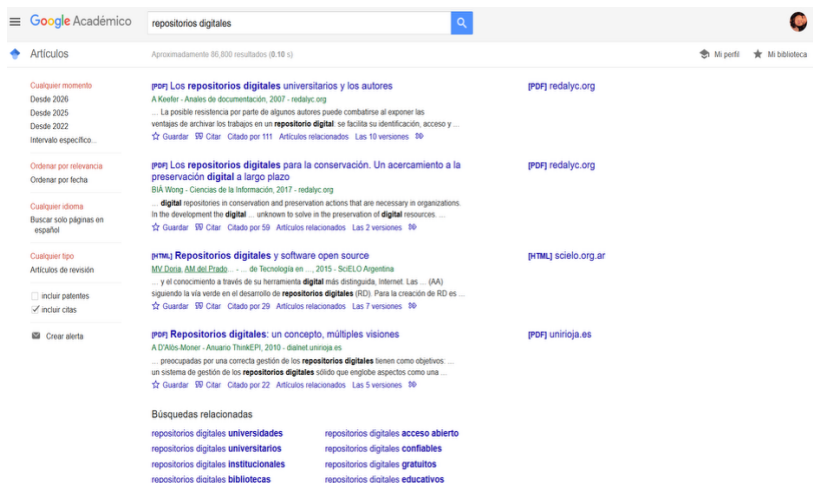 Google Académico
repositorios digitales
Artículos
Aproximadamente 86,800 resultados (0.10 s)
Mi perfil
Mi biblioteca
Cualquier momento
Desde 2026
Desde 2025
Desde 2022
Intervalo específico...
Ordenar por relevancia
Ordenar por fecha
Cualquier idioma
Buscar solo páginas en
español
Cualquier tipo
Artículos de revisión
incluir patentes
incluir citas
Crear alerta
[PDF] Los repositorios digitales universitarios y los autores
A Keefer - Anales de documentación, 2007 - redalyc.org
... La posible resistencia por parte de algunos autores puede combatirse al exponer las
ventajas de archivar los trabajos en un repositorio digital: se facilita su identificación, acceso y ...
Guardar Citar Citado por 111 Artículos relacionados Las 10 versiones
[PDF] redalyc.org
[PDF] Los repositorios digitales para la conservación. Un acercamiento a la
preservación digital a largo plazo
BIÁ Wong - Ciencias de la Información, 2017 - redalyc.org
... digital repositories in conservation and preservation actions that are necessary in organizations.
In the development the digital ... unknown to solve in the preservation of digital resources. ...
Guardar Citar Citado por 59 Artículos relacionados Las 2 versiones
[PDF] redalyc.org
[HTML] Repositorios digitales y software open source
MV Doria, AM del Prado... - ... de Tecnología en ..., 2015 - SciELO Argentina
... y el conocimiento a través de su herramienta digital más distinguida, Internet. Las ... (AA)
siguiendo la vía verde en el desarrollo de repositorios digitales (RD). Para la creación de RD es ...
Guardar Citar Citado por 29 Artículos relacionados Las 7 versiones
[HTML] scielo.org.ar
[PDF] Repositorios digitales: un concepto, múltiples visiones
A D'Alòs-Moner - Anuario ThinkEPI, 2010 - dialnet.unirioja.es
... preocupadas por una correcta gestión de los repositorios digitales tienen como objetivos: ...
un sistema de gestión de los repositorios digitales sólido que englobe aspectos como una ...
Guardar Citar Citado por 22 Artículos relacionados Las 5 versiones
[PDF] unirioja.es
Búsquedas relacionadas
repositorios digitales universidades
repositorios digitales acceso abierto
repositorios digitales universitarios
repositorios digitales confiables
repositorios digitales institucionales
repositorios digitales gratuitos
repositorios digitales bibliotecas
repositorios digitales educativos